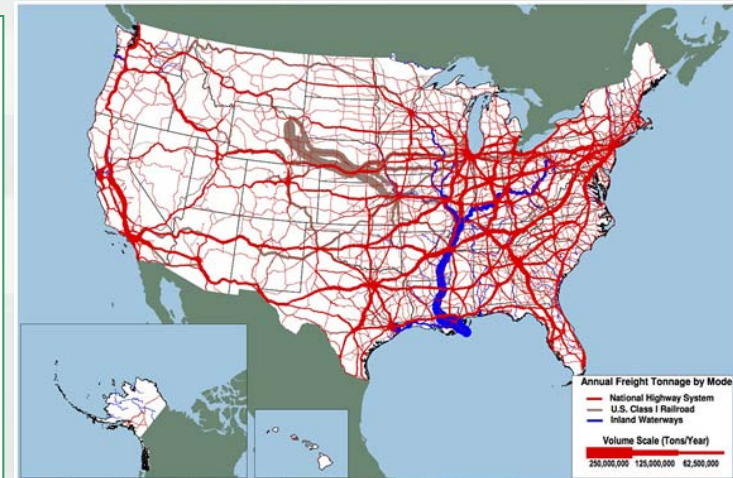 Annual Freight Tonnage by Mode
National Highway System
U.S. Class I Railroad
Inland Waterways
Volume Scale (Tons/Year)
250,000,000 125,000,000 62,500,000